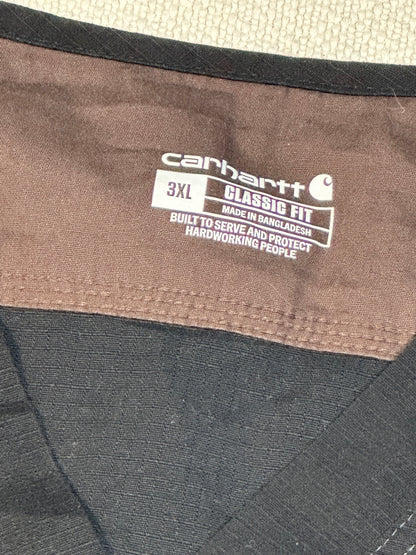 carhartt
3XL CLASSIC FIT
MADE IN BANGLADESH
BUILT TO SERVE AND PROTECT
HARDWORKING PEOPLE